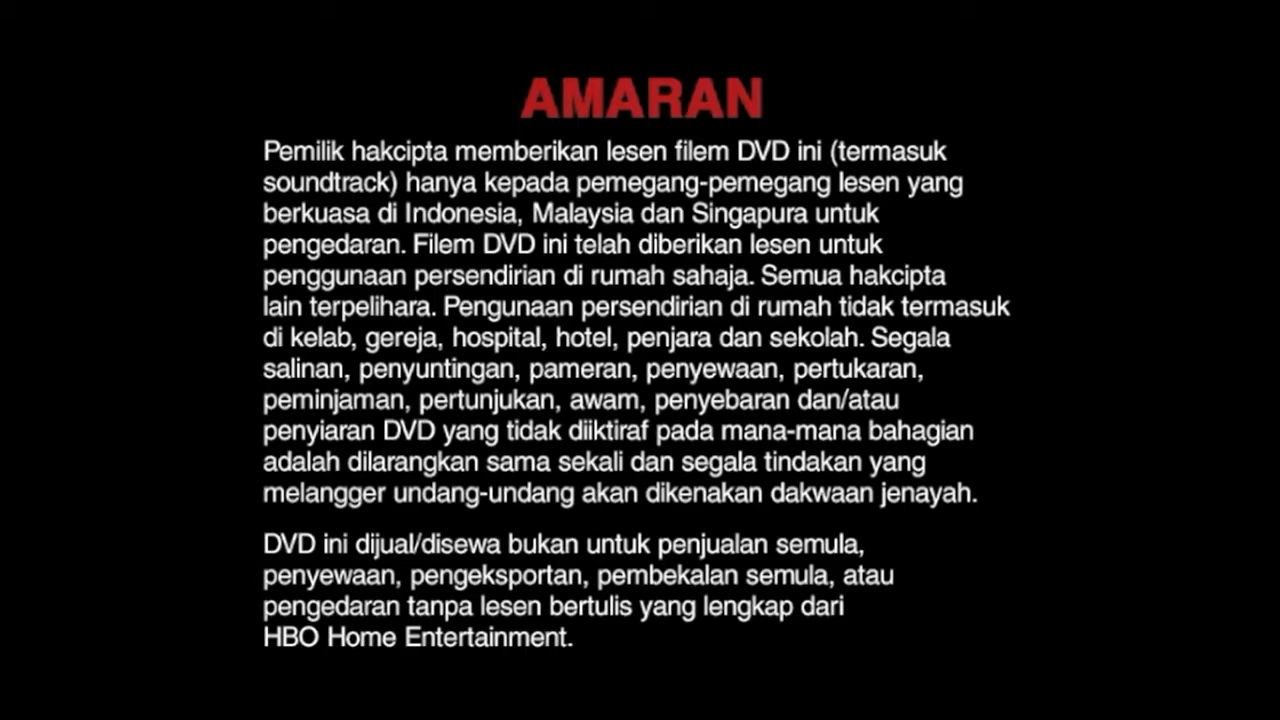 AMARAN
Pemilik hakcipta memberikan lesen filem DVD ini (termasuk
soundtrack) hanya kepada pemegang-pemegang lesen yang
berkuasa di Indonesia, Malaysia dan Singapura untuk
pengedaran. Filem DVD ini telah diberikan lesen untuk
penggunaan persendirian di rumah sahaja. Semua hakcipta
lain terpelihara. Pengunaan persendirian di rumah tidak termasuk
di kelab, gereja, hospital, hotel, penjara dan sekolah. Segala
salinan, penyuntingan, pameran, penyewaan, pertukaran,
peminjaman, pertunjukan, awam, penyebaran dan/atau
penyiaran DVD yang tidak diiktiraf pada mana-mana bahagian
adalah dilarangkan sama sekali dan segala tindakan yang
melangger undang-undang akan dikenakan dakwaan jenayah.
DVD ini dijual/disewa bukan untuk penjualan semula,
penyewaan, pengeksportan, pembekalan semula, atau
pengedaran tanpa lesen bertulis yang lengkap dari
HBO Home Entertainment.